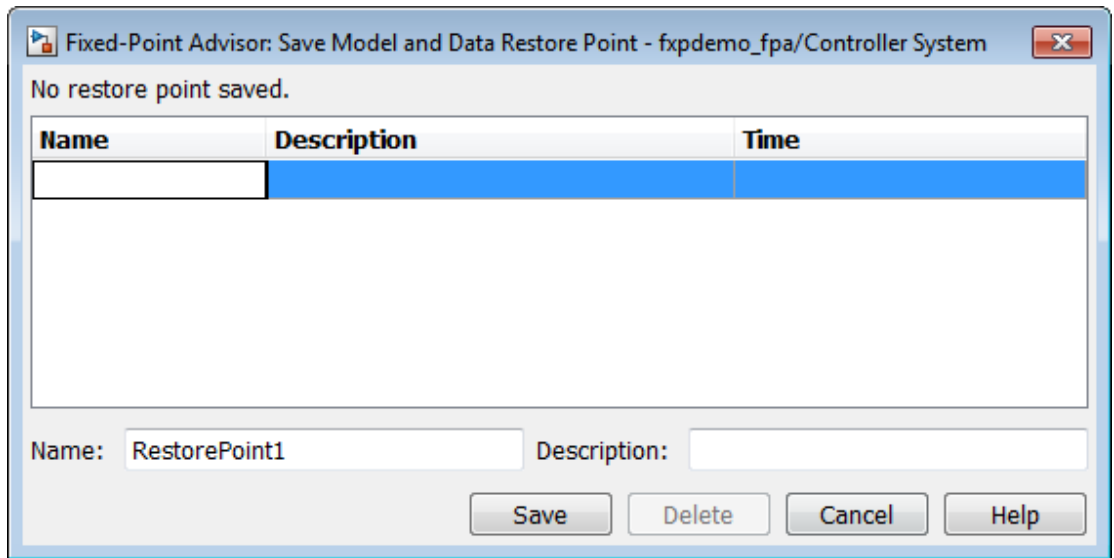 Fixed-Point Advisor: Save Model and Data Restore Point - fxpdemo_fpa/Controller System
No restore point saved.
Name Description Time
Name: RestorePoint1 Description:
Save Delete Cancel Help